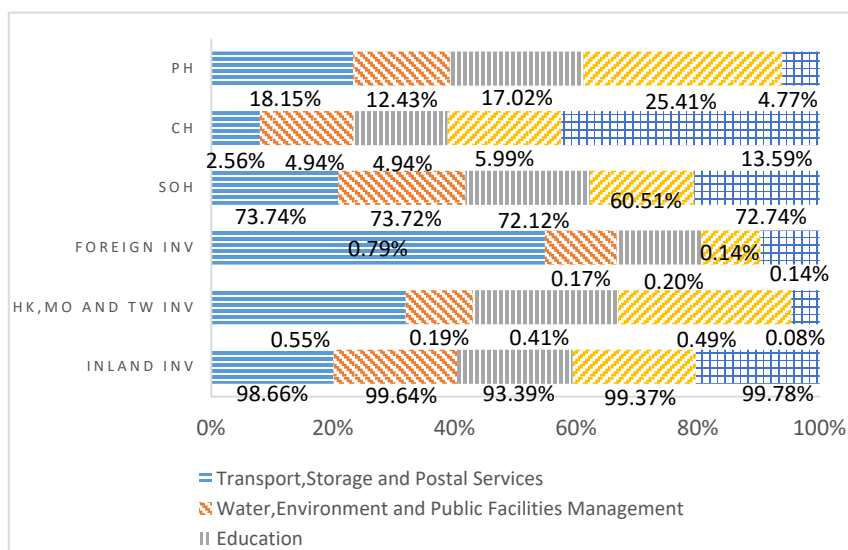 PH
18.15% 12.43% 17.02% 25.41% 4.77%
CH
2.56% 4.94% 4.94% 5.99% 13.59%
SOH
60.51%
73.74% 73.72% 72.12% 72.74%
FOREIGN INV
0.79% 0.14%
0.17% 0.20% 0.14%
HK,MO AND TW INV
0.55% 0.19% 0.41% 0.49% 0.08%
INLAND INV
98.66% 99.64% 93.39% 99.37% 99.78%
0% 20% 40% 60% 80% 100%
Transport,Storage and Postal Services
Water,Environment and Public Facilities Management
Education